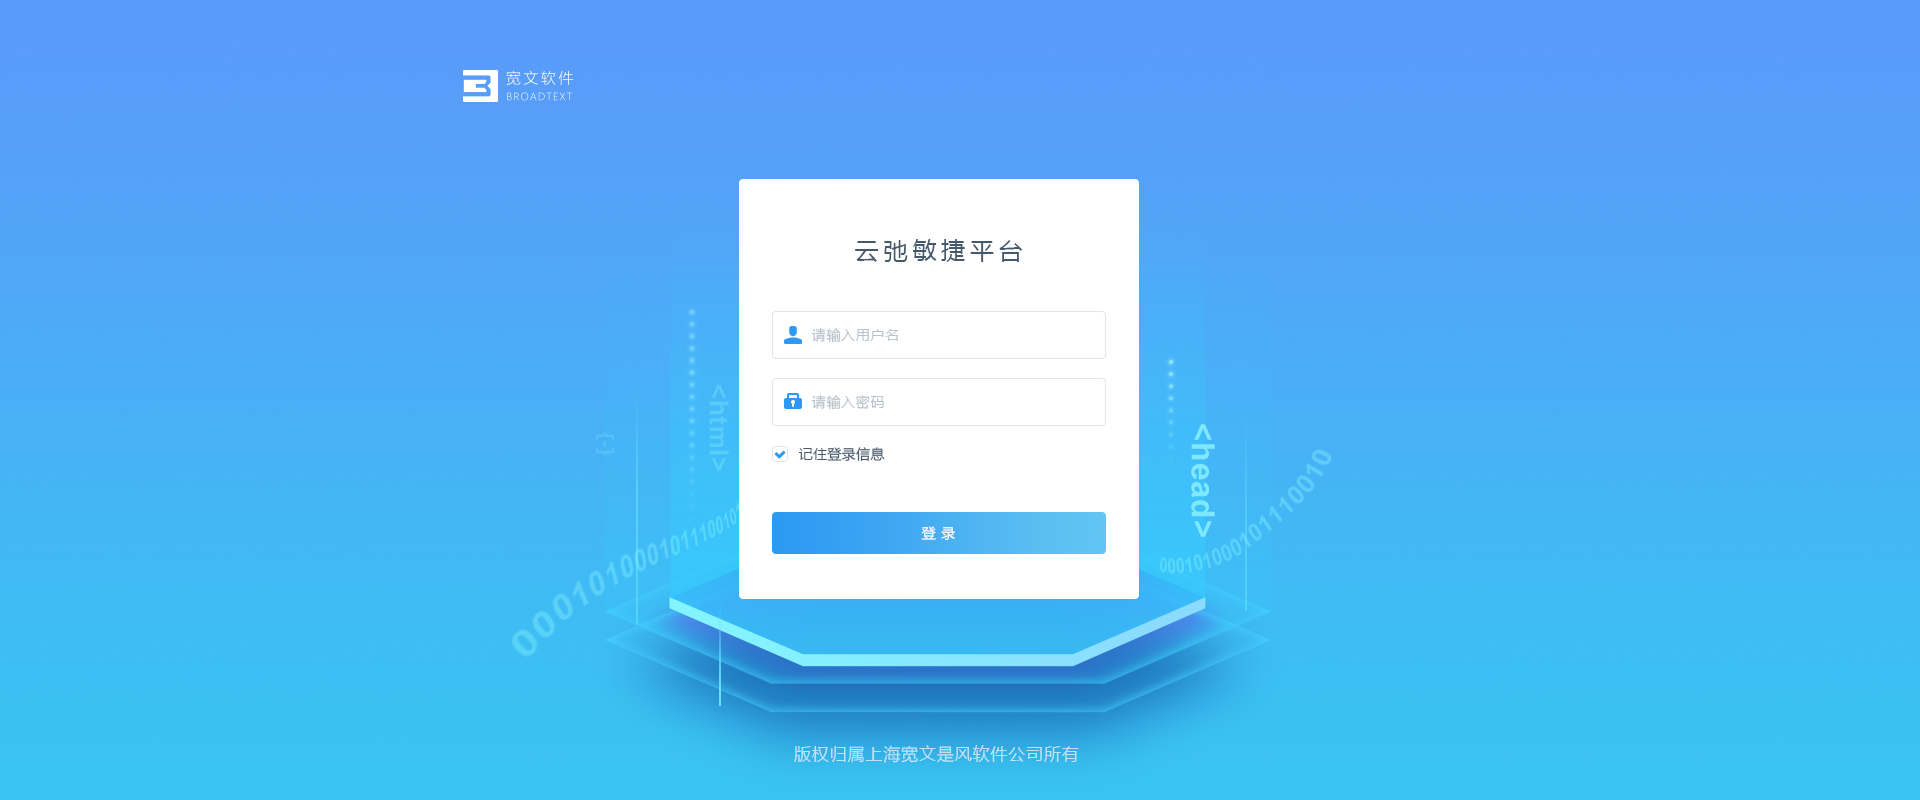 宽文软件
BROADTEXT
云弛敏捷平台
请输入用户名
请输入密码
记住登录信息
登 录
{-}
<html>
<head>
000101000101110010
000101000101110010
版权归属上海宽文是风软件公司所有